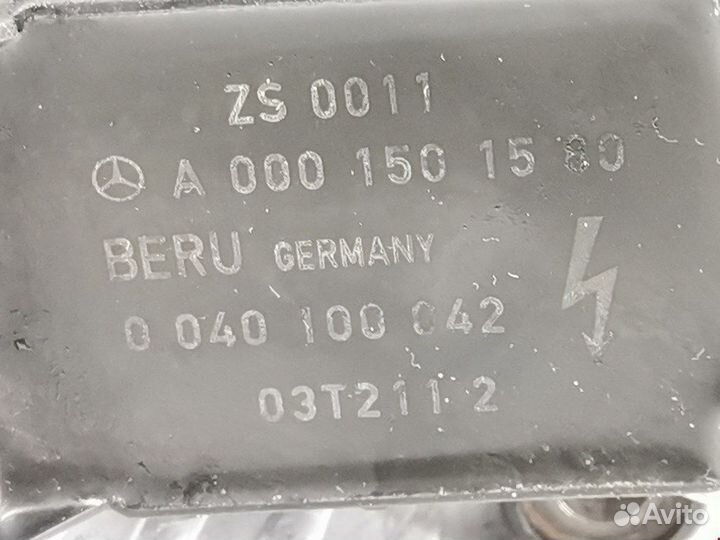 ZS 0011
A 000 150 15 80
BERU GERMANY
0 040 100 042
03T211 2
Avito